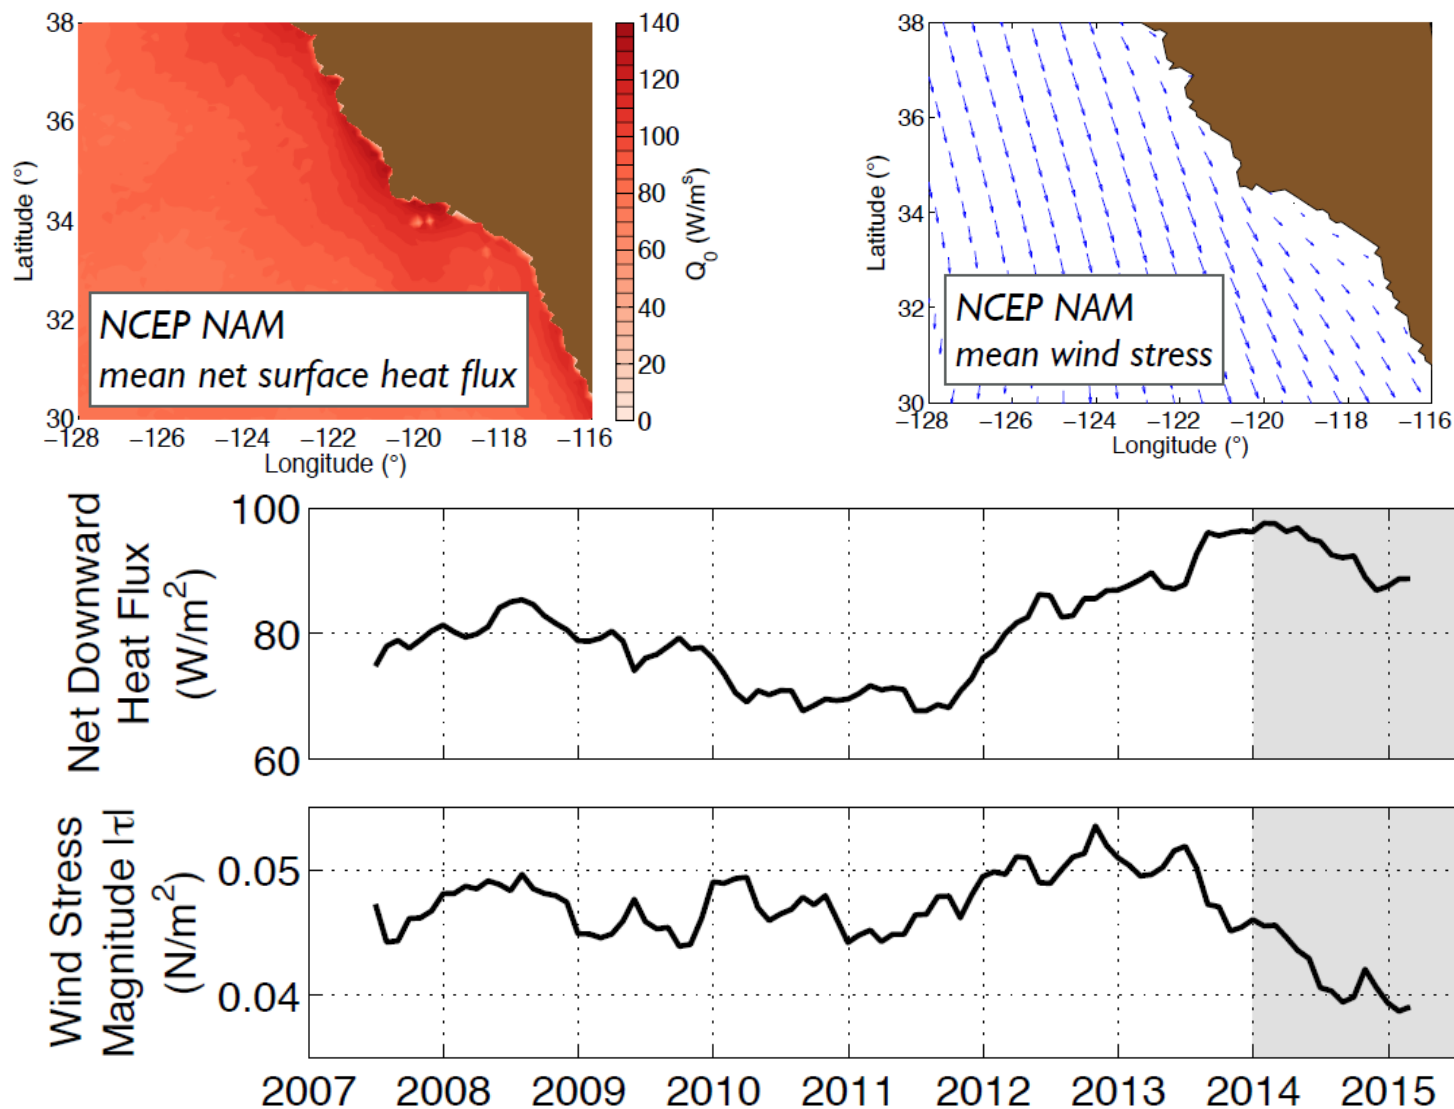 38
36
34
32
30
Latitude (°)
−128 −126 −124 −122 −120 −118 −116
Longitude (°)
NCEP NAM
mean net surface heat flux
140
120
100
80
60
40
20
0
Q0 (W/m^s)
38
36
34
32
30
Latitude (°)
−128 −126 −124 −122 −120 −118 −116
Longitude (°)
NCEP NAM
mean wind stress
Net Downward
Heat Flux
(W/m²)
100
80
60
Wind Stress
Magnitude |τ|
(N/m²)
0.05
0.04
2007 2008 2009 2010 2011 2012 2013 2014 2015